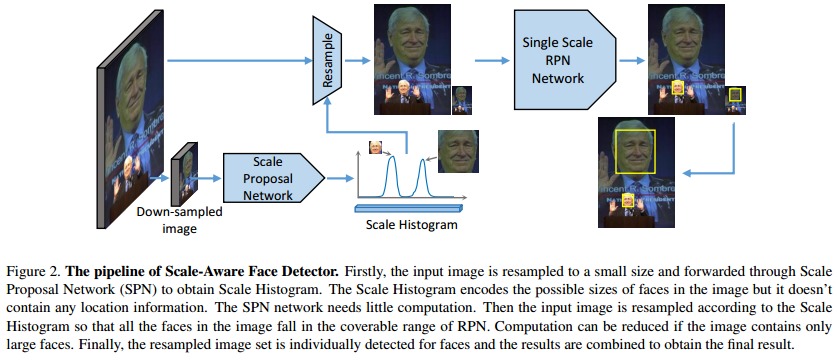 Resample
Single Scale
RPN
Network
Scale
Proposal
Network
Down-sampled
image
Scale Histogram
Figure 2. The pipeline of Scale-Aware Face Detector. Firstly, the input image is resampled to a small size and forwarded through Scale
Proposal Network (SPN) to obtain Scale Histogram. The Scale Histogram encodes the possible sizes of faces in the image but it doesn't
contain any location information. The SPN network needs little computation. Then the input image is resampled according to the Scale
Histogram so that all the faces in the image fall in the coverable range of RPN. Computation can be reduced if the image contains only
large faces. Finally, the resampled image set is individually detected for faces and the results are combined to obtain the final result.